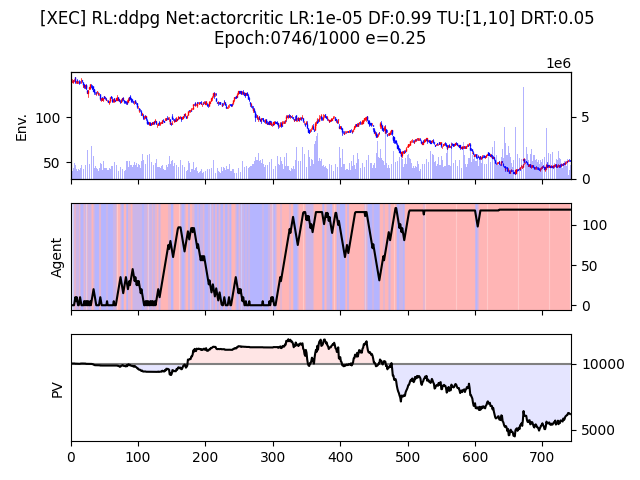 [XEC] RL:ddpg Net:actorcritic LR:1e-05 DF:0.99 TU:[1,10] DRT:0.05
Epoch:0746/1000 e=0.25
1e6
Env.
100
50
5
0
Agent
100
50
0
PV
10000
5000
0 100 200 300 400 500 600 700